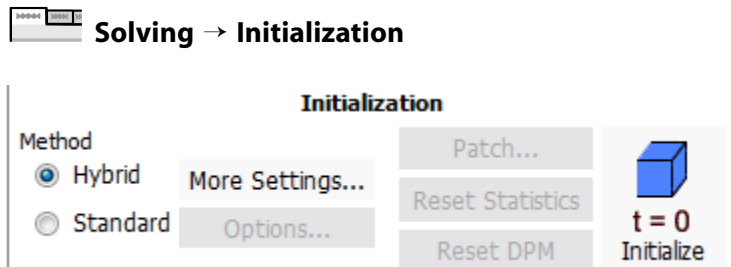 Solving → Initialization
Initialization
Method
Hybrid
More Settings...
Standard
Options...
Patch...
Reset Statistics
Reset DPM
t = 0
Initialize